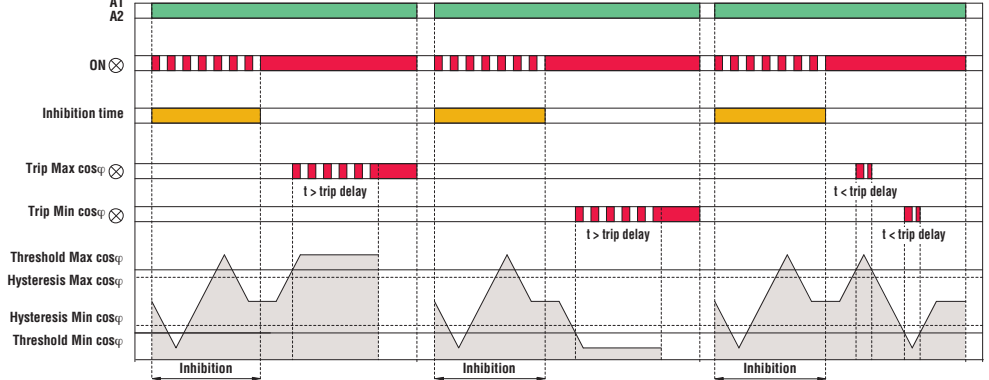 A1
A2
ON
Inhibition time
Trip Max cosφ
t > trip delay
t < trip delay
Trip Min cosφ
t > trip delay
t < trip delay
Threshold Max cosφ
Hysteresis Max cosφ
Hysteresis Min cosφ
Threshold Min cosφ
Inhibition
Inhibition
Inhibition